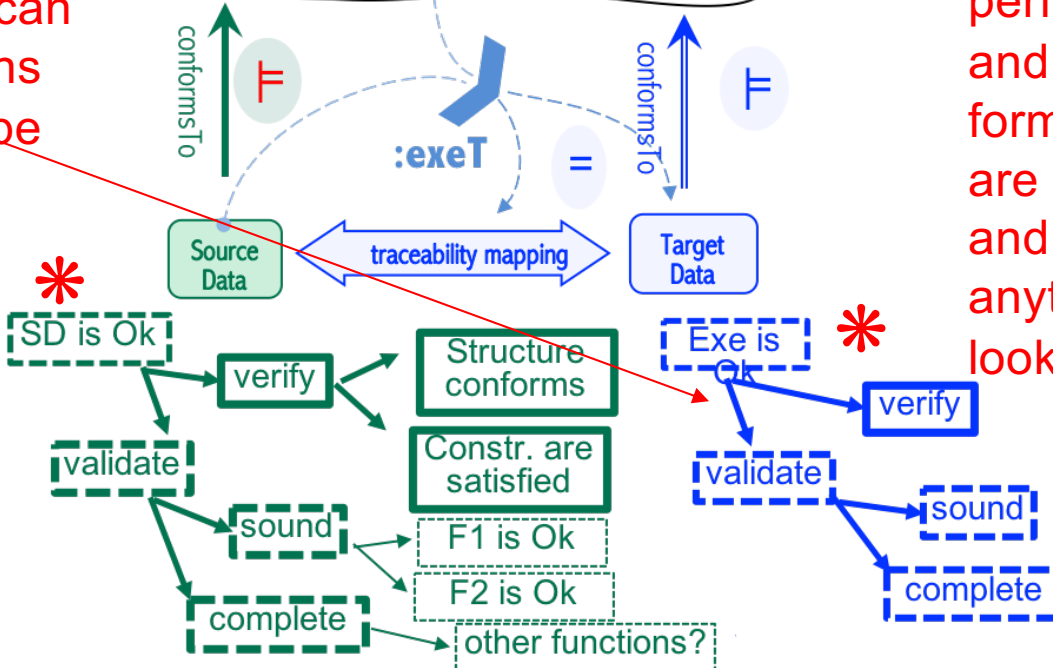 can
ns
be
conformsTo
⊨
:exeT
=
conformsTo
⊨
and
form
are
and
anyt
look
Source
Data
traceability mapping
Target
Data
SD is Ok
verify
Structure
conforms
Constr. are
satisfied
validate
sound
F1 is Ok
F2 is Ok
complete
other functions?
Exe is
Ok
verify
validate
sound
complete